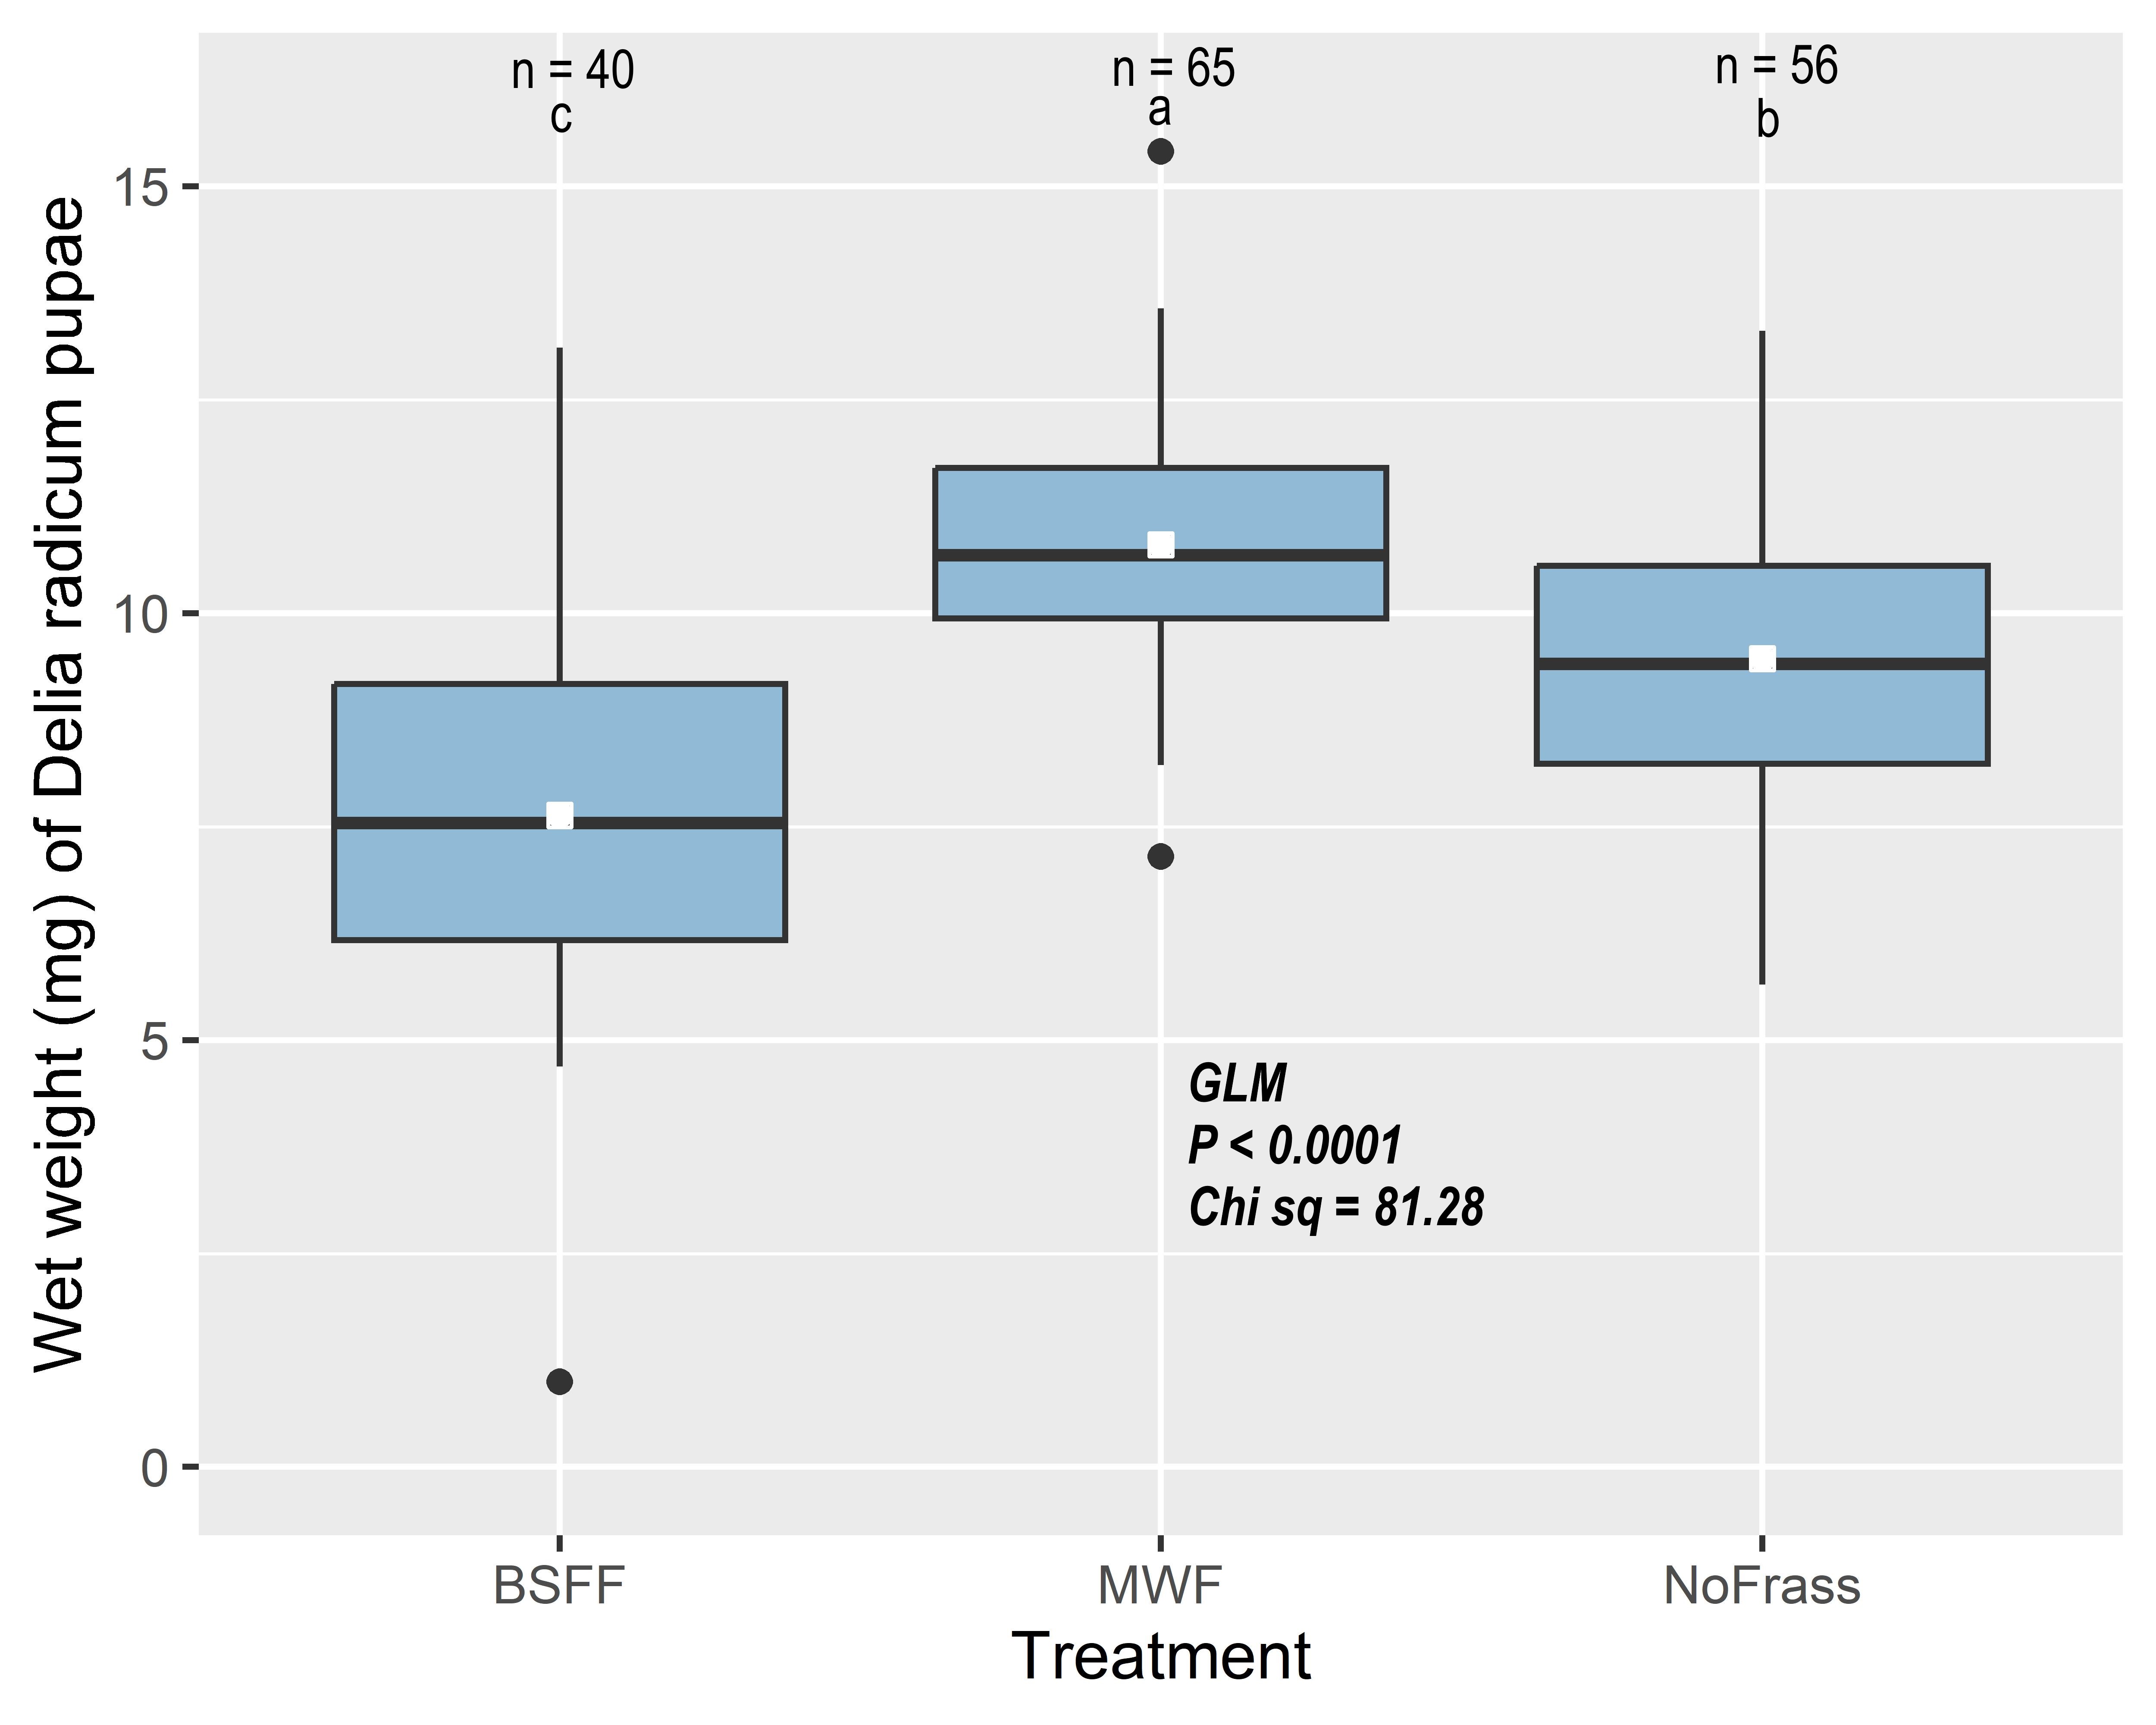 n = 40
c
n = 65
a
n = 56
b
Wet weight (mg) of Delia radicum pupae
15
10
5
0
GLM
P < 0.0001
Chi sq = 81.28
BSFF
MWF
NoFrass
Treatment